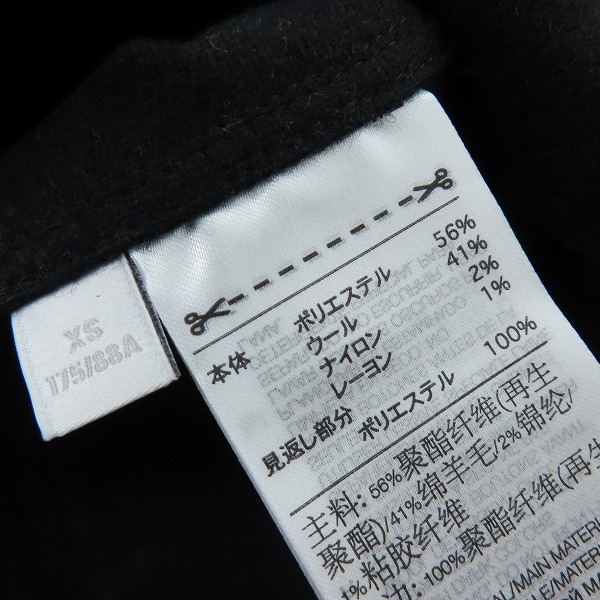 XS
175/88A
本体 ポリエステル 56%
ウール 41%
ナイロン 2%
レーヨン 1%
見返し部分
ポリエステル 100%
主料: 56%聚酯纤维(再生
聚酯)/41%绵羊毛/2%锦纶/
1%粘胶纤维
边: 100%聚酯纤维(再生
/MAIN MATERI